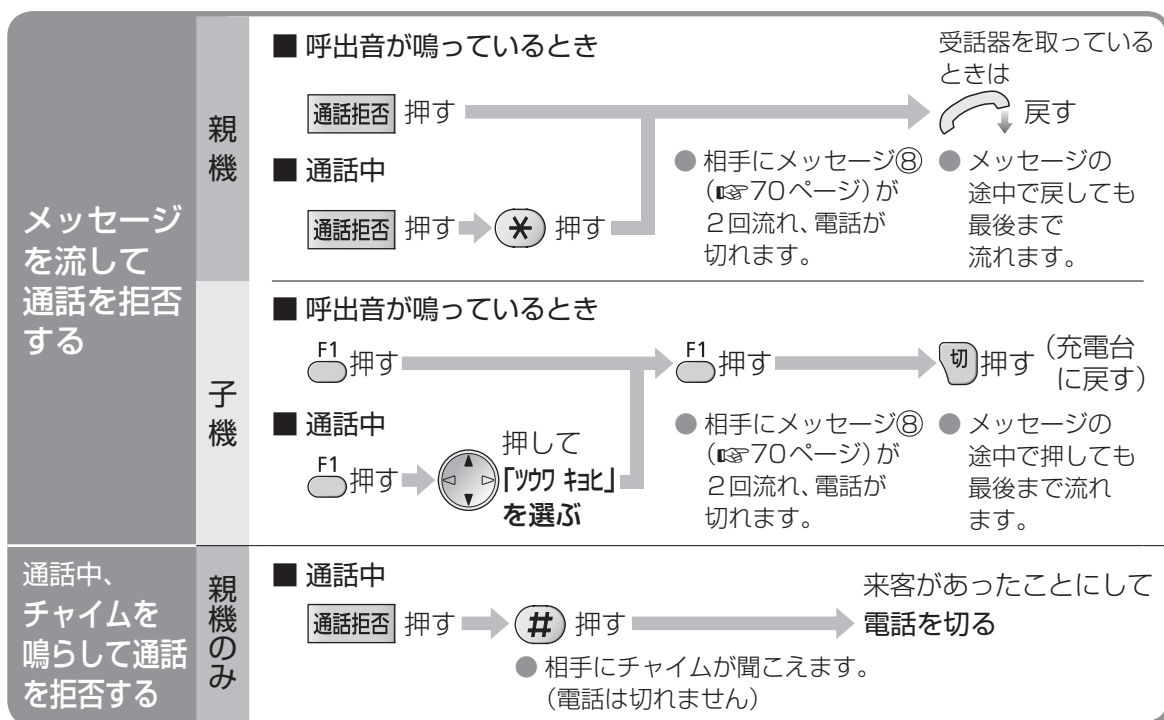 メッセージ
を流して
通話を拒否
する
親機
■ 呼出音が鳴っているとき
通話拒否 押す
受話器を取っている
ときは
戻す
■ 通話中
通話拒否 押す * 押す
● 相手にメッセージ⑧
(☞70ページ)が
2回流れ、電話が
切れます。
● メッセージの
途中で戻しても
最後まで
流れます。
子機
■ 呼出音が鳴っているとき
F1 押す F1 押す 切 押す (充電台
に戻す)
■ 通話中
F1 押す 押して
「ツウワ キョヒ」
を選ぶ
● 相手にメッセージ⑧
(☞70ページ)が
2回流れ、電話が
切れます。
● メッセージの
途中で押しても
最後まで流れ
ます。
通話中、
チャイムを
鳴らして通話
を拒否する
親機のみ
■ 通話中
通話拒否 押す # 押す
来客があったことにして
電話を切る
● 相手にチャイムが聞こえます。
(電話は切れません)